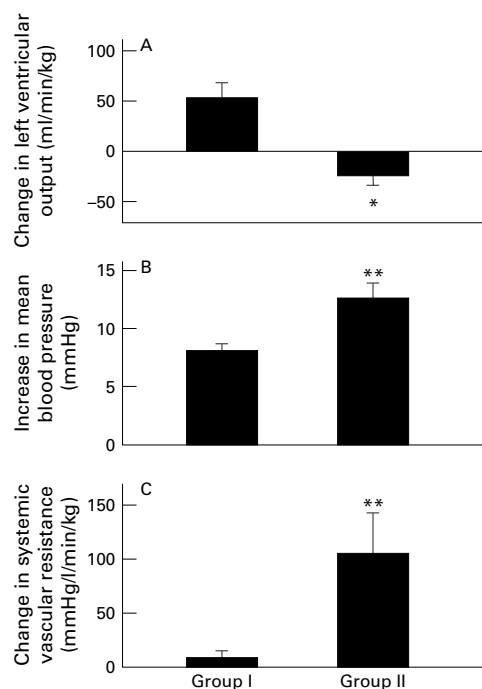 A
Change in left ventricular
output (ml/min/kg)
100
50
0
–50
*
B
Increase in mean
blood pressure
(mmHg)
15
10
5
0
**
C
Change in systemic
vascular resistance
(mmHg/l/min/kg)
150
100
50
0
**
Group I
Group II